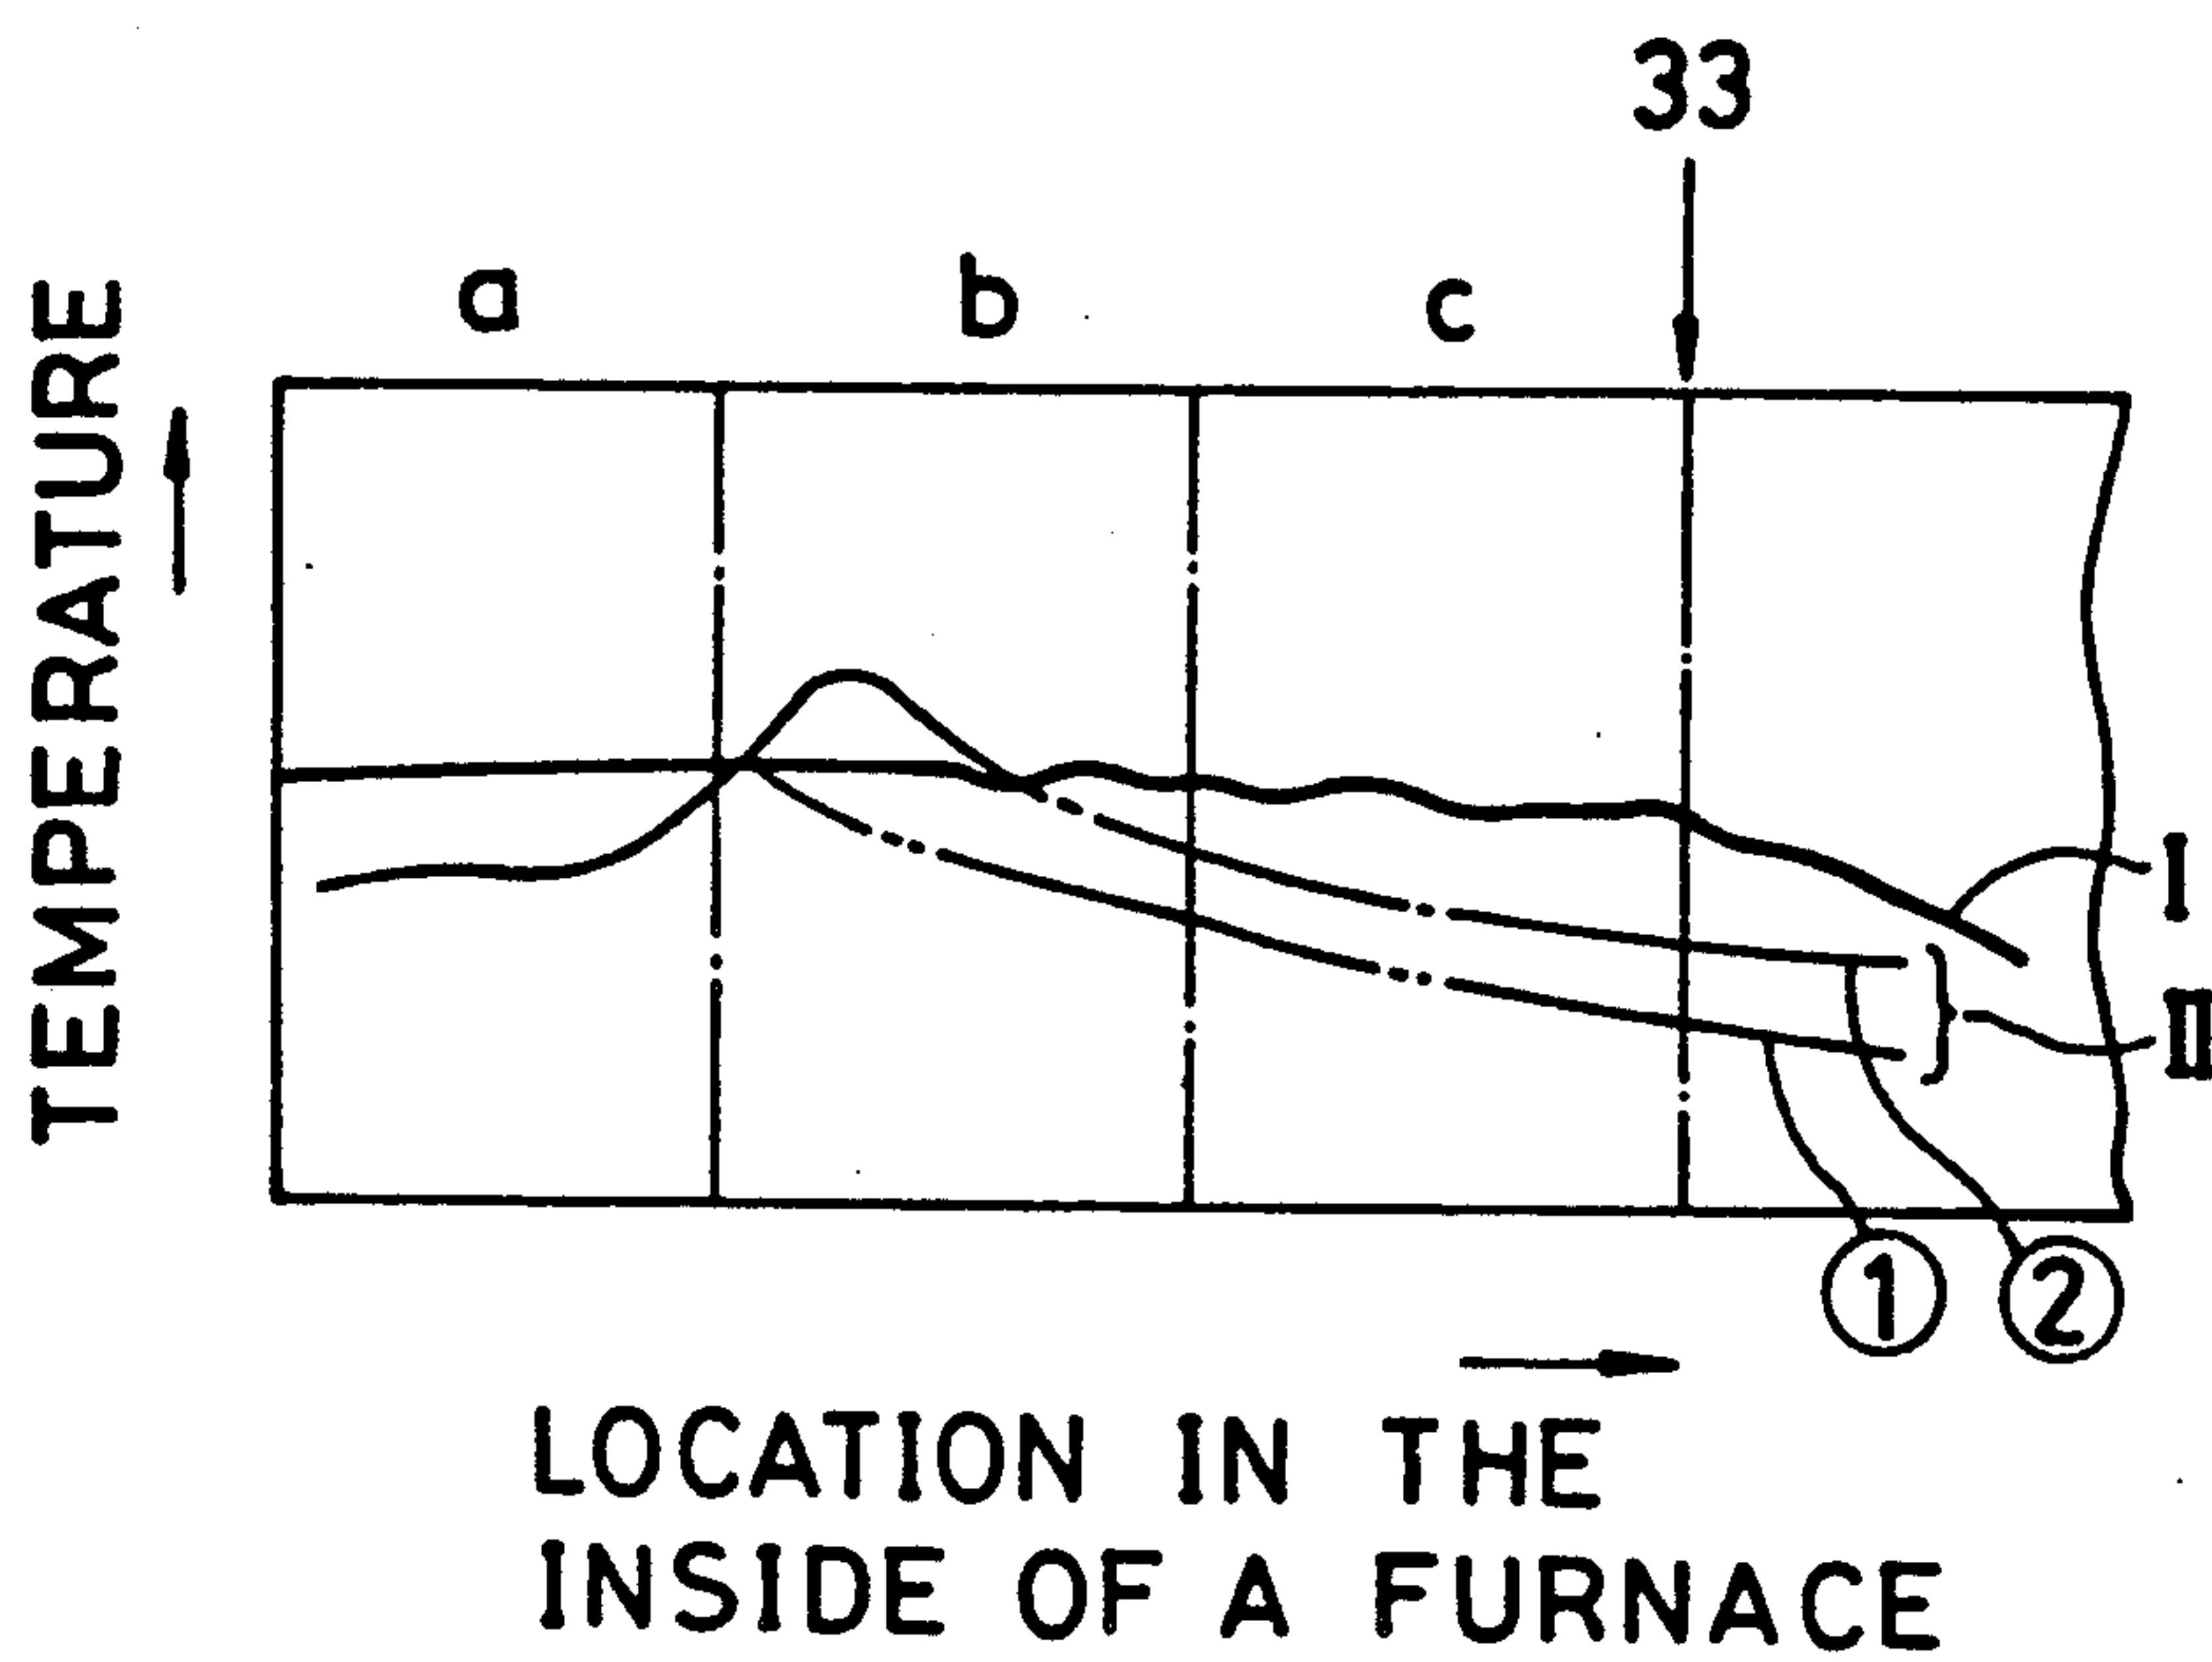 33
a b c
TEMPERATURE
I
II
① ②
LOCATION IN THE
INSIDE OF A FURNACE